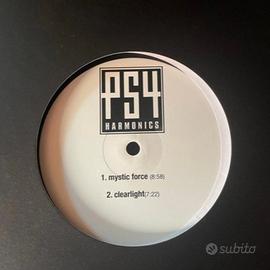 PS4
HARMONICS
1. mystic force (8:58)
2. clearlight(7:22)
subito